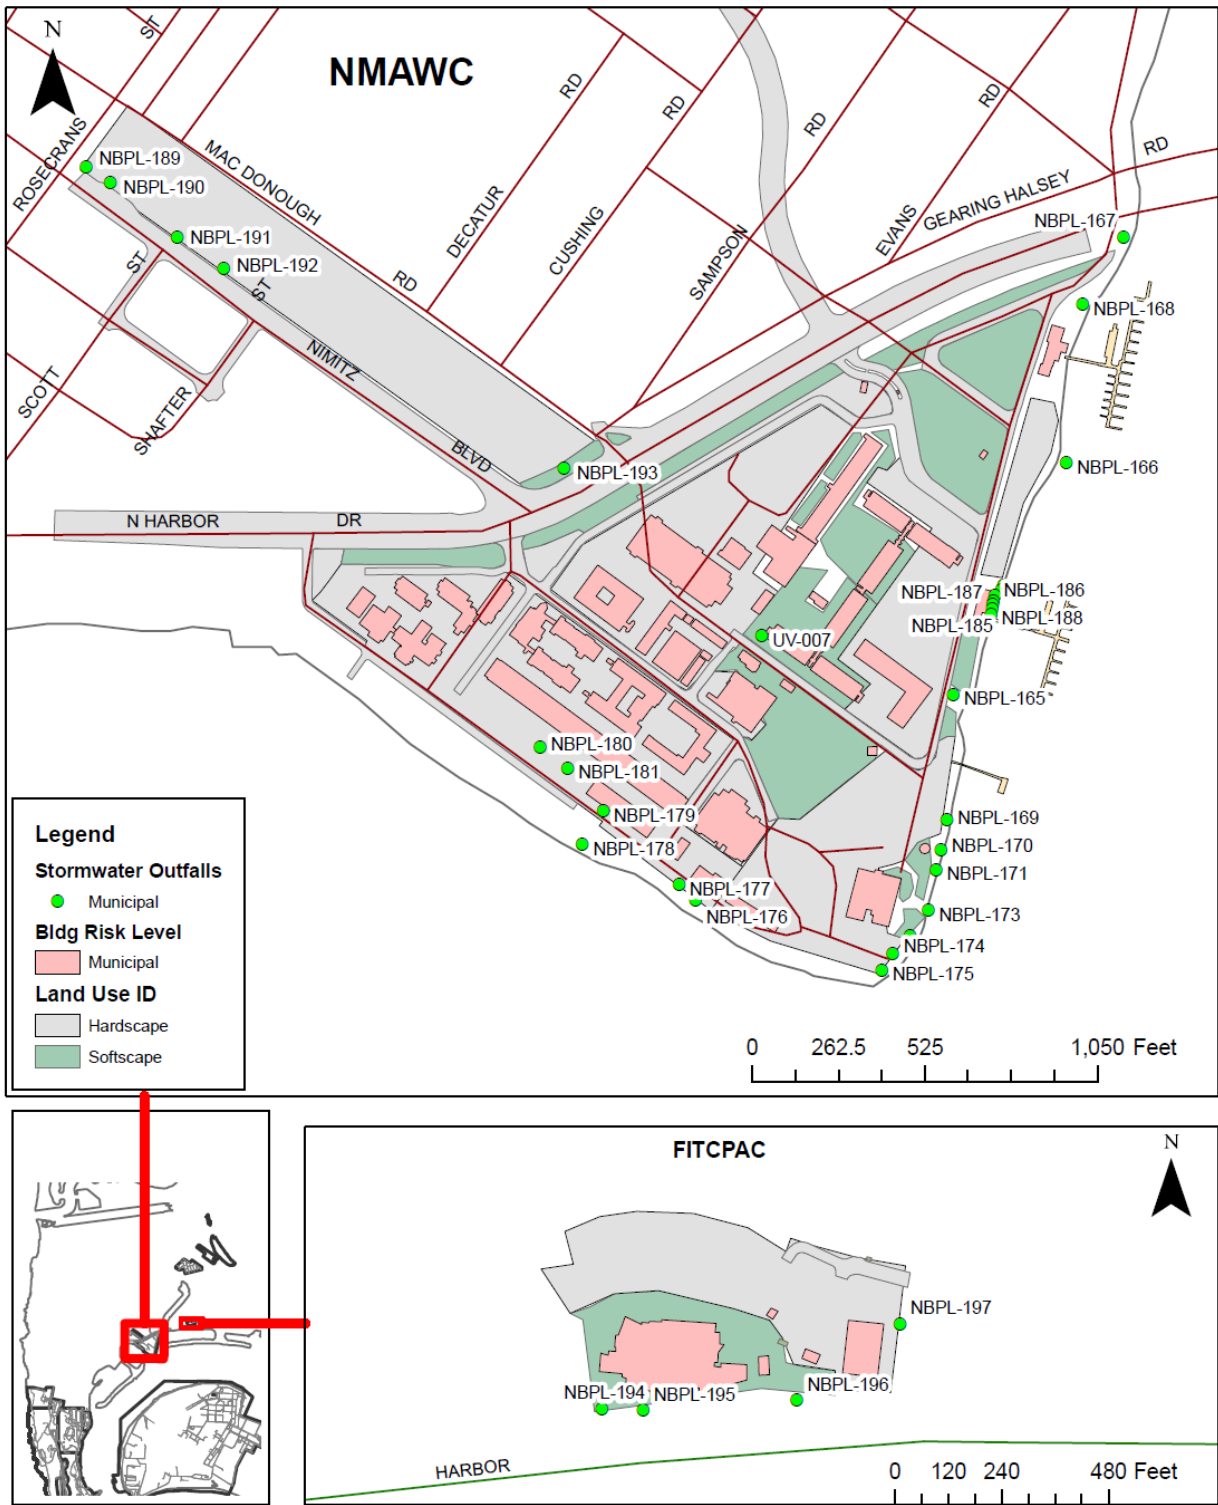 N
NMAWC
ST
RD
RD
RD
RD
RD
ROSECRANS
MAC DONOUGH
RD
DECATUR
CUSHING
SAMPSON
EVANS
GEARING HALSEY
NBPL-189
NBPL-190
NBPL-191
NBPL-192
NBPL-167
NBPL-168
ST
ST
NIMITZ
BLVD
SCOTT
SHAFTER
NBPL-193
NBPL-166
N HARBOR
DR
NBPL-187
NBPL-186
NBPL-185
NBPL-188
UV-007
NBPL-165
NBPL-180
NBPL-181
NBPL-179
NBPL-178
NBPL-169
NBPL-170
NBPL-171
NBPL-177
NBPL-176
NBPL-173
NBPL-174
NBPL-175
Legend
Stormwater Outfalls
Municipal
Bldg Risk Level
Municipal
Land Use ID
Hardscape
Softscape
0 262.5 525 1,050 Feet
FITCPAC
N
NBPL-197
NBPL-194
NBPL-195
NBPL-196
HARBOR
0 120 240 480 Feet